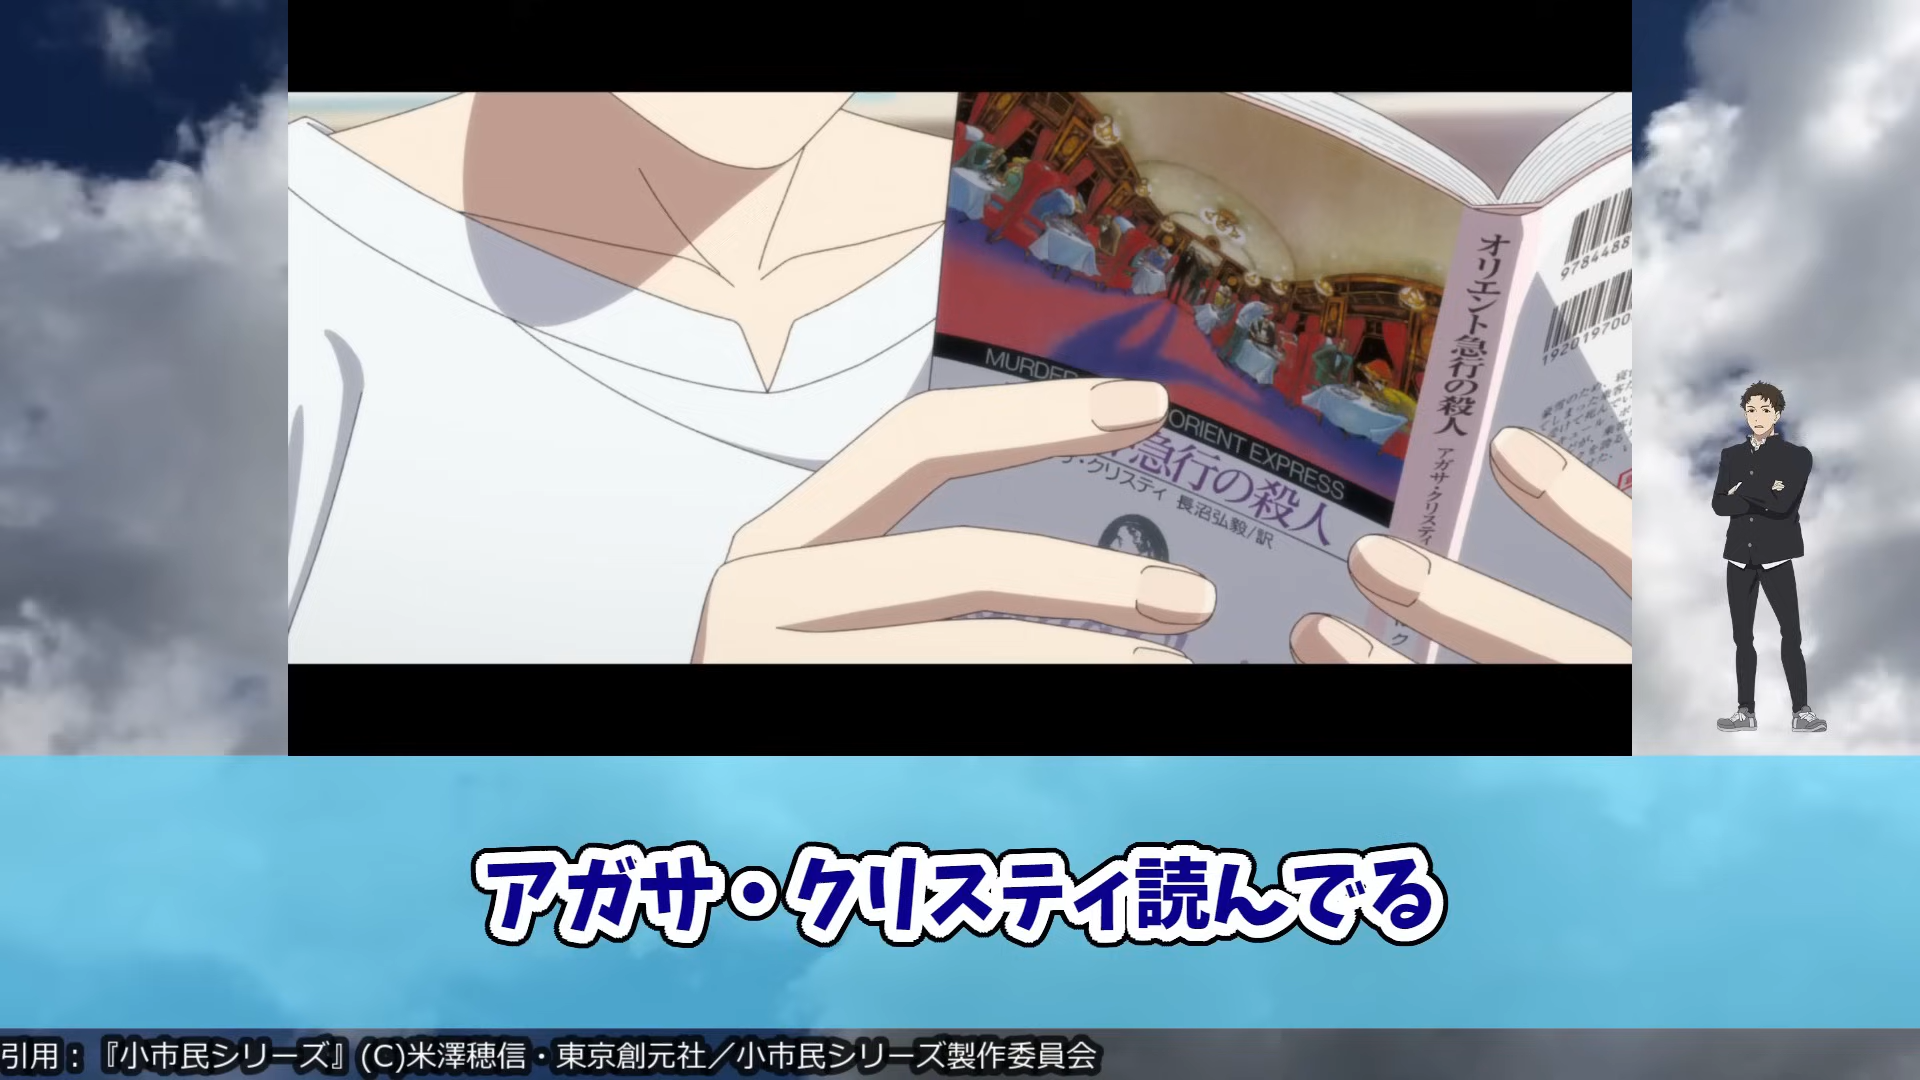 オリエント急行の殺人 アガサ・クリスティ
MURDER
ORIENT EXPRESS
急行の殺人
クリスティ 長沼弘毅/訳
978448
192019700
アガサ・クリスティ読んでる
引用：『小市民シリーズ』(C)米澤穂信・東京創元社／小市民シリーズ製作委員会